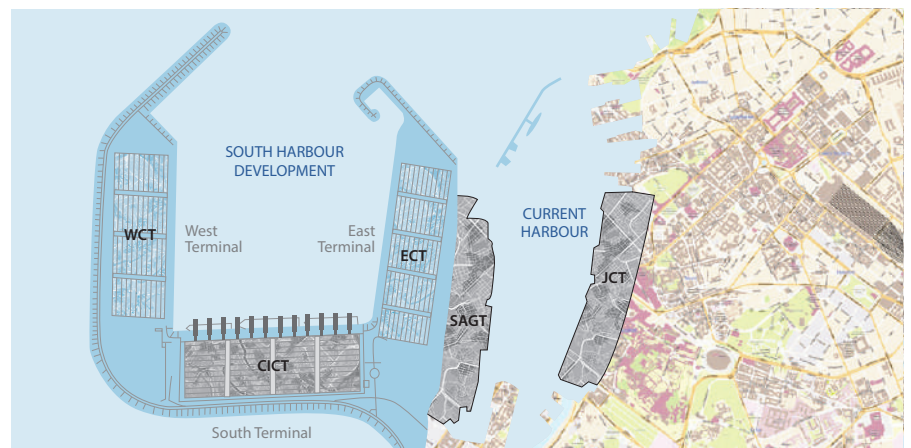 SOUTH HARBOUR
DEVELOPMENT
CURRENT
HARBOUR
WCT
West
Terminal
East
Terminal
ECT
SAGT
JCT
CICT
South Terminal